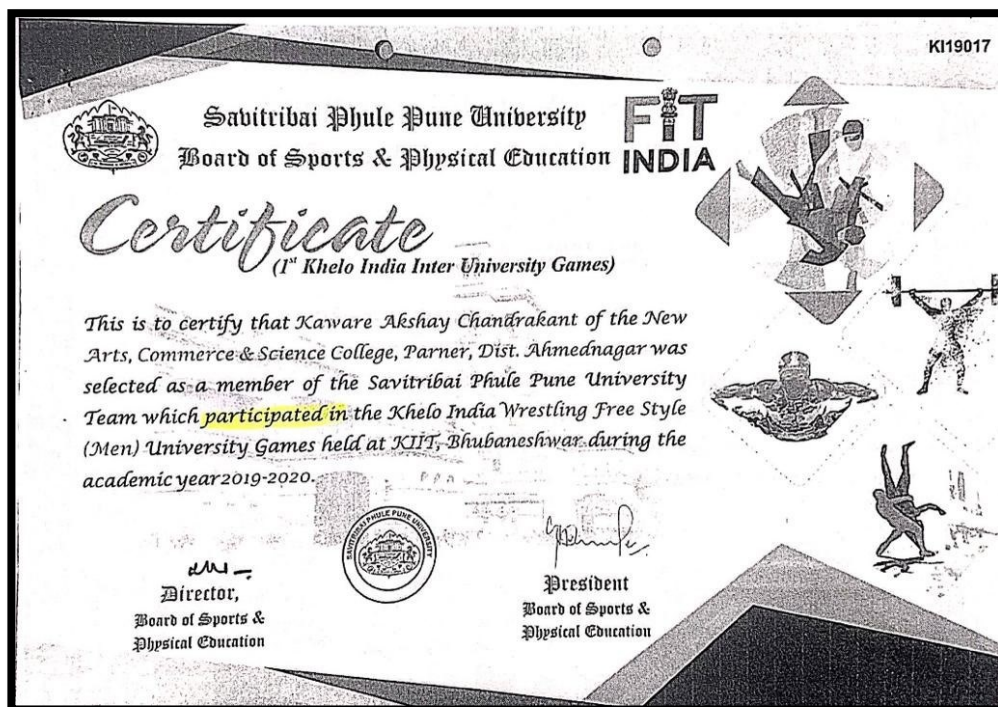 KI19017
Savitribai Phule Pune University
Board of Sports & Physical Education
FIT
INDIA
Certificate
(1st Khelo India Inter University Games)
This is to certify that Kaware Akshay Chandrakant of the New
Arts, Commerce & Science College, Parner, Dist. Ahmednagar was
selected as a member of the Savitribai Phule Pune University
Team which participated in the Khelo India Wrestling Free Style
(Men) University Games held at KIIT, Bhubaneshwar during the
academic year 2019-2020.
SAVITRIBAI PHULE PUNE UNIVERSITY
Director,
Board of Sports &
Physical Education
President
Board of Sports &
Physical Education